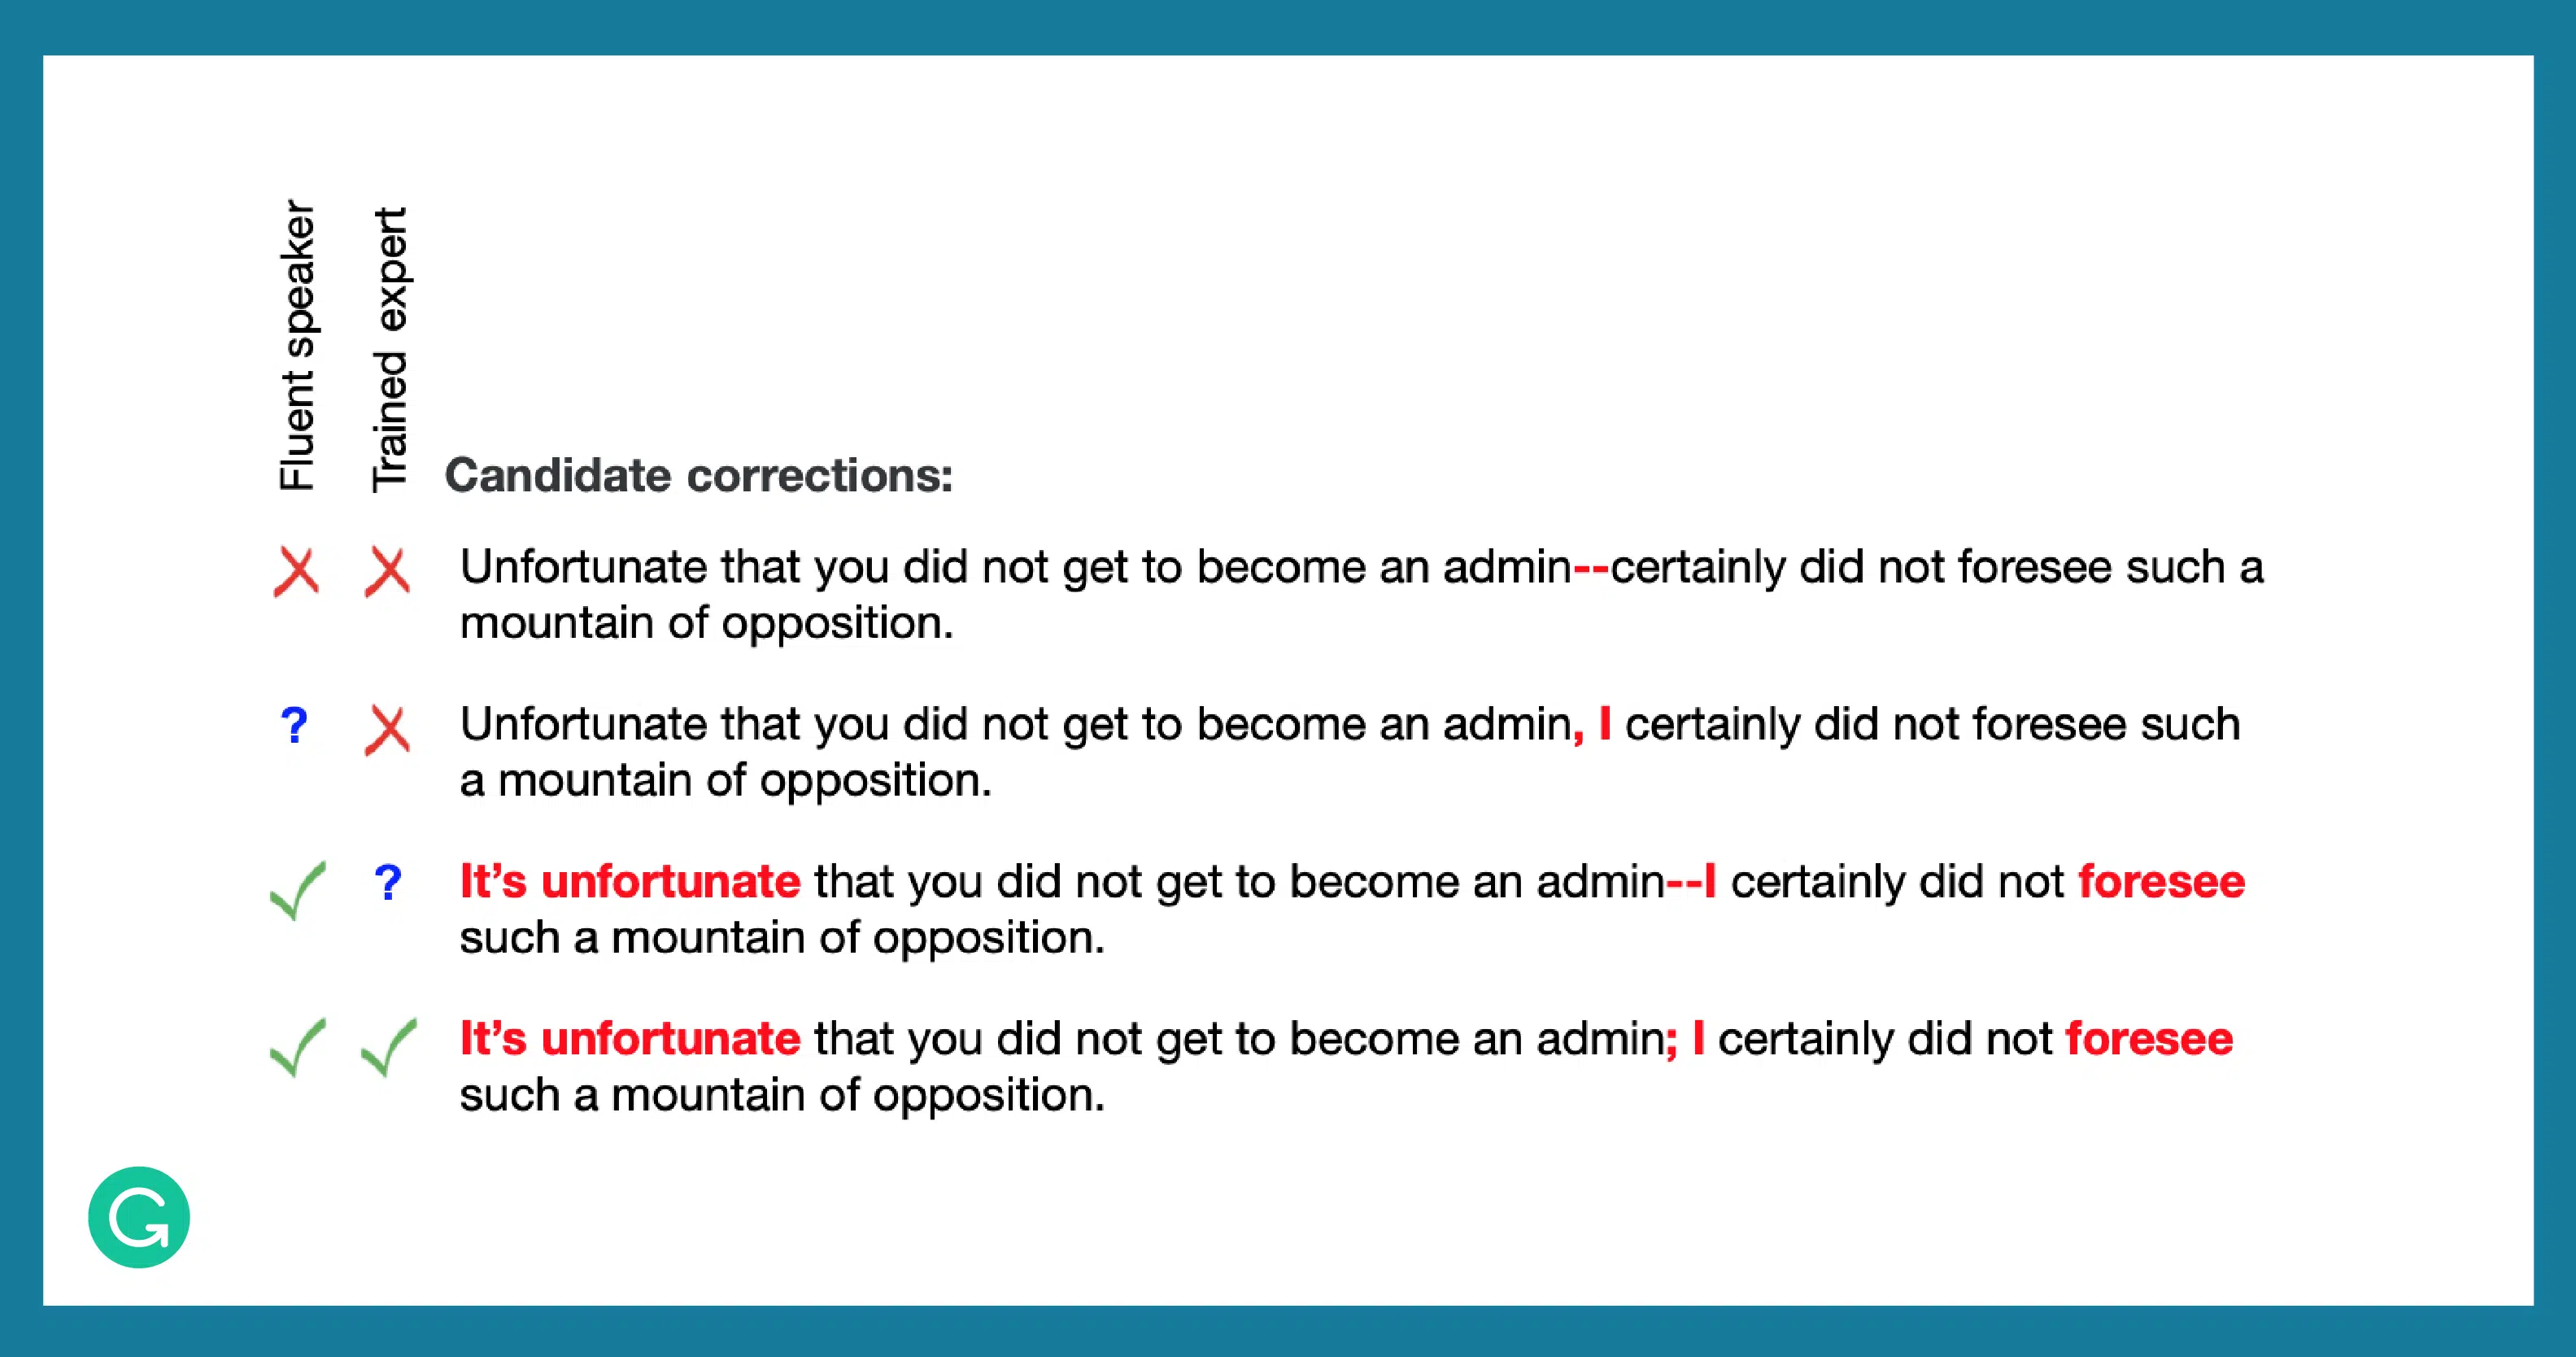 Fluent speaker
Trained expert
Candidate corrections:
Unfortunate that you did not get to become an admin--certainly did not foresee such a
mountain of opposition.
? Unfortunate that you did not get to become an admin, I certainly did not foresee such
a mountain of opposition.
? It’s unfortunate that you did not get to become an admin--I certainly did not foresee
such a mountain of opposition.
It’s unfortunate that you did not get to become an admin; I certainly did not foresee
such a mountain of opposition.
G